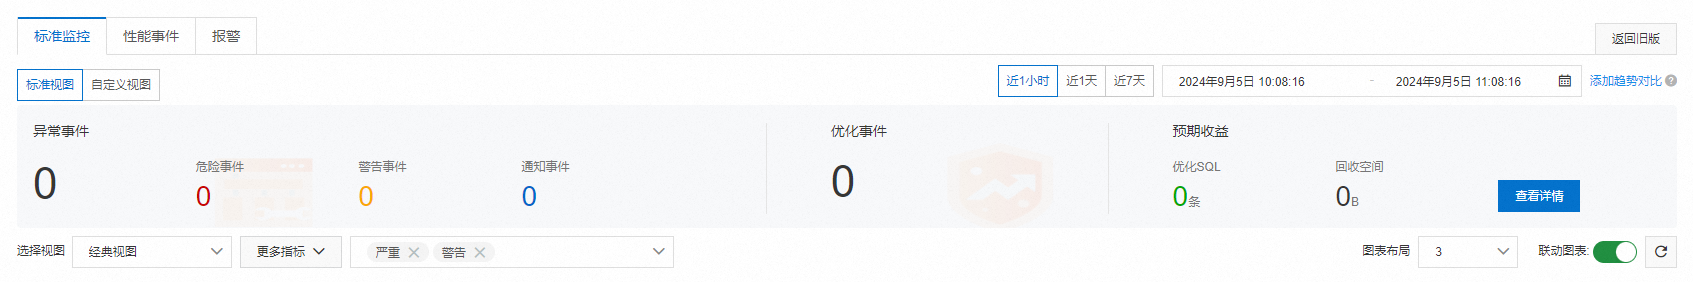 标准监控 性能事件 报警
返回旧版
标准视图 自定义视图 近1小时 近1天 近7天 2024年9月5日 10:08:16 - 2024年9月5日 11:08:16 添加趋势对比 ?
异常事件 优化事件 预期收益
危险事件 警告事件 通知事件 优化SQL 回收空间
0 0 0 0 0 0条 0B 查看详情
选择视图 经典视图 更多指标 严重 警告 图表布局 3 联动图表: